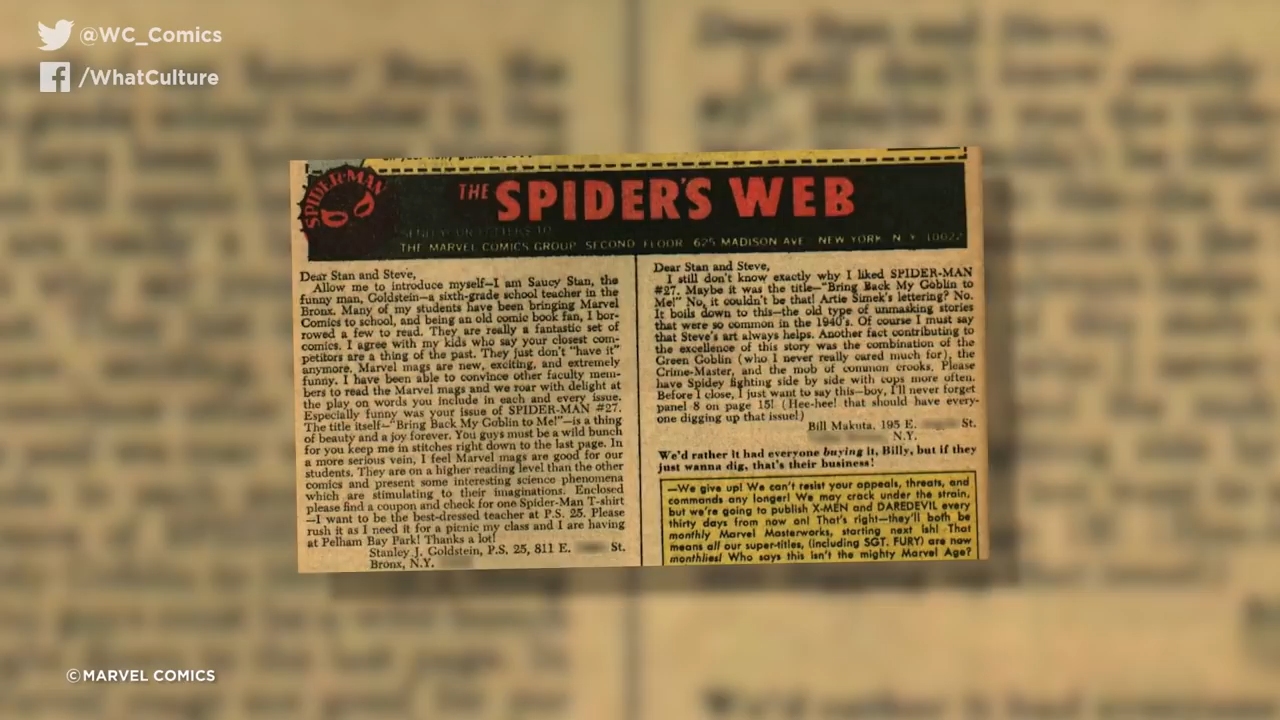 @WC_Comics
/WhatCulture
SPIDER-MAN
THE SPIDER'S WEB
SEND YOUR LETTERS TO
THE MARVEL COMICS GROUP SECOND FLOOR 625 MADISON AVE NEW YORK N. Y. 10022
Dear Stan and Steve,
Allow me to introduce myself—I am Saucy Stan, the
funny man, Goldstein—a sixth-grade school teacher in the
Bronx. Many of my students have been bringing Marvel
Comics to school, and being an old comic book fan, I bor-
rowed a few to read. They are really a fantastic set of
comics. I agree with my kids who say your closest com-
petitors are a thing of the past. They just don't "have it"
anymore. Marvel mags are new, exciting, and extremely
funny. I have been able to convince other faculty mem-
bers to read the Marvel mags and we roar with delight at
the play on words you include in each and every issue.
Especially funny was your issue of SPIDER-MAN #27.
The title itself—"Bring Back My Goblin to Me!"—is a thing
of beauty and a joy forever. You guys must be a wild bunch
for you keep me in stitches right down to the last page. In
a more serious vein, I feel Marvel mags are good for our
students. They are on a higher reading level than the other
comics and present some interesting science phenomena
which are stimulating to their imaginations. Enclosed
please find a coupon and check for one Spider-Man T-shirt
—I want to be the best-dressed teacher at P.S. 25. Please
rush it as I need it for a picnic my class and I are having
at Pelham Bay Park! Thanks a lot!
Stanley J. Goldstein, P.S. 25, 811 E. St.
Bronx, N.Y.
Dear Stan and Steve,
I still don't know exactly why I liked SPIDER-MAN
#27. Maybe it was the title—"Bring Back My Goblin to
Me!" No, it couldn't be that! Artie Simek's lettering? No.
It boils down to this—the old type of unmasking stories
that were so common in the 1940's. Of course I must say
that Steve's art always helps. Another fact contributing to
the excellence of this story was the combination of the
Green Goblin (who I never really cared much for), the
Crime-Master, and the mob of common crooks. Please
have Spidey fighting side by side with cops more often.
Before I close, I just want to say this—boy, I'll never forget
panel 8 on page 15! (Hee-hee! that should have every-
one digging up that issue!)
Bill Makuta, 195 E. St.
N.Y.
We'd rather it had everyone buying it, Billy, but if they
just wanna dig, that's their business!
—We give up! We can't resist your appeals, threats, and
commands any longer! We may crack under the strain,
but we're going to publish X-MEN and DAREDEVIL every
thirty days from now on! That's right—they'll both be
monthly Marvel Masterworks, starting next ish! That
means all our super-titles, (including SGT. FURY) are now
monthlies! Who says this isn't the mighty Marvel Age?
©MARVEL COMICS